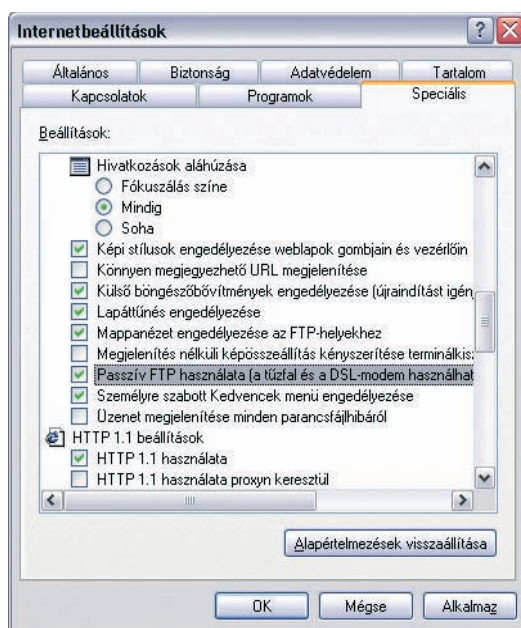 Internetbeállítások
Általános Biztonság Adatvédelem Tartalom
Kapcsolatok Programok Speciális
Beállítások:
Hivatkozások aláhúzása
Fókuszálás színe
Mindig
Soha
Képi stílusok engedélyezése weblapok gombjain és vezérlőin
Könnyen megjegyezhető URL megjelenítése
Külső böngészőbővítmények engedélyezése (újraindítást igén
Lapáttűnés engedélyezése
Mappanézet engedélyezése az FTP-helyekhez
Megjelenítés nélküli képösszeállítás kényszerítése terminálkis
Passzív FTP használata (a tűzfal és a DSL-modem használhat
Személyre szabott Kedvencek menü engedélyezése
Üzenet megjelenítése minden parancsfájlhibáról
HTTP 1.1 beállítások
HTTP 1.1 használata
HTTP 1.1 használata proxyn keresztül
Alapértelmezések visszaállítása
OK Mégse Alkalmaz